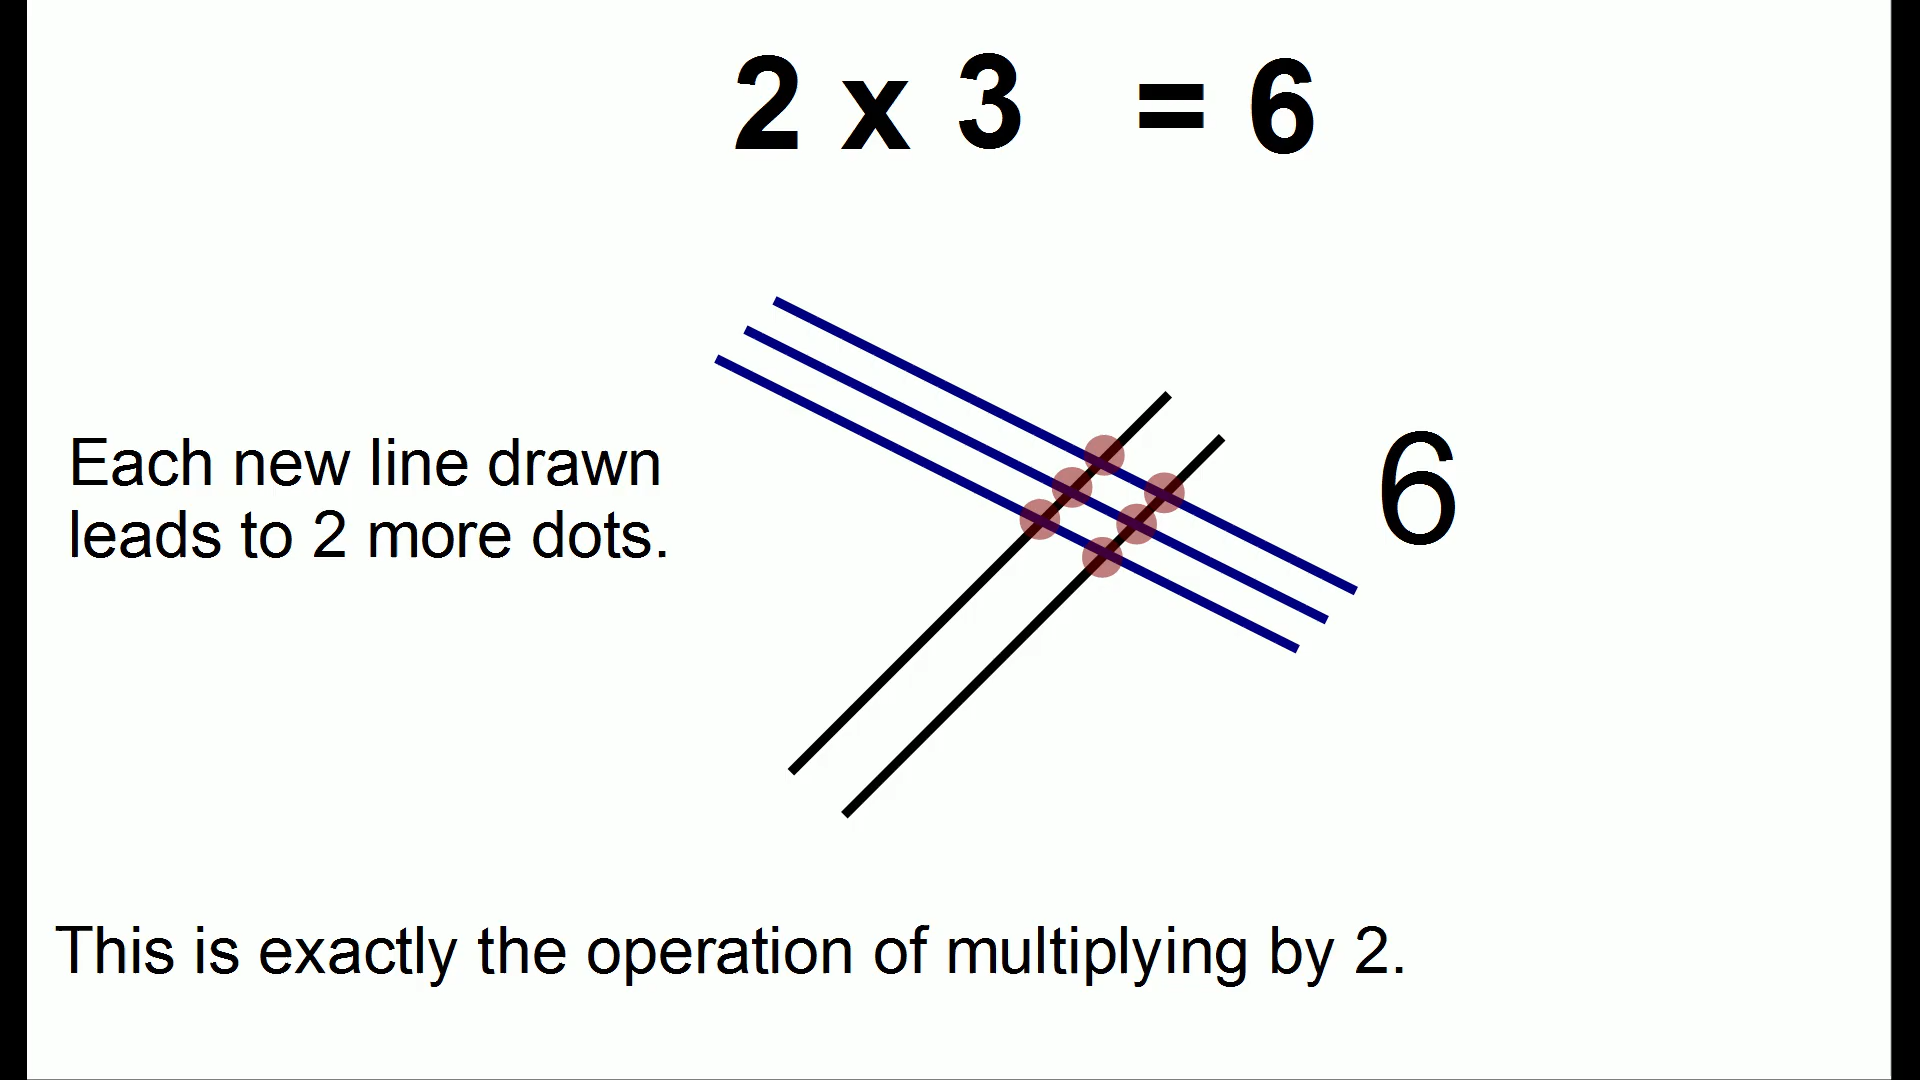 2 x 3 = 6
Each new line drawn
leads to 2 more dots.
6
This is exactly the operation of multiplying by 2.